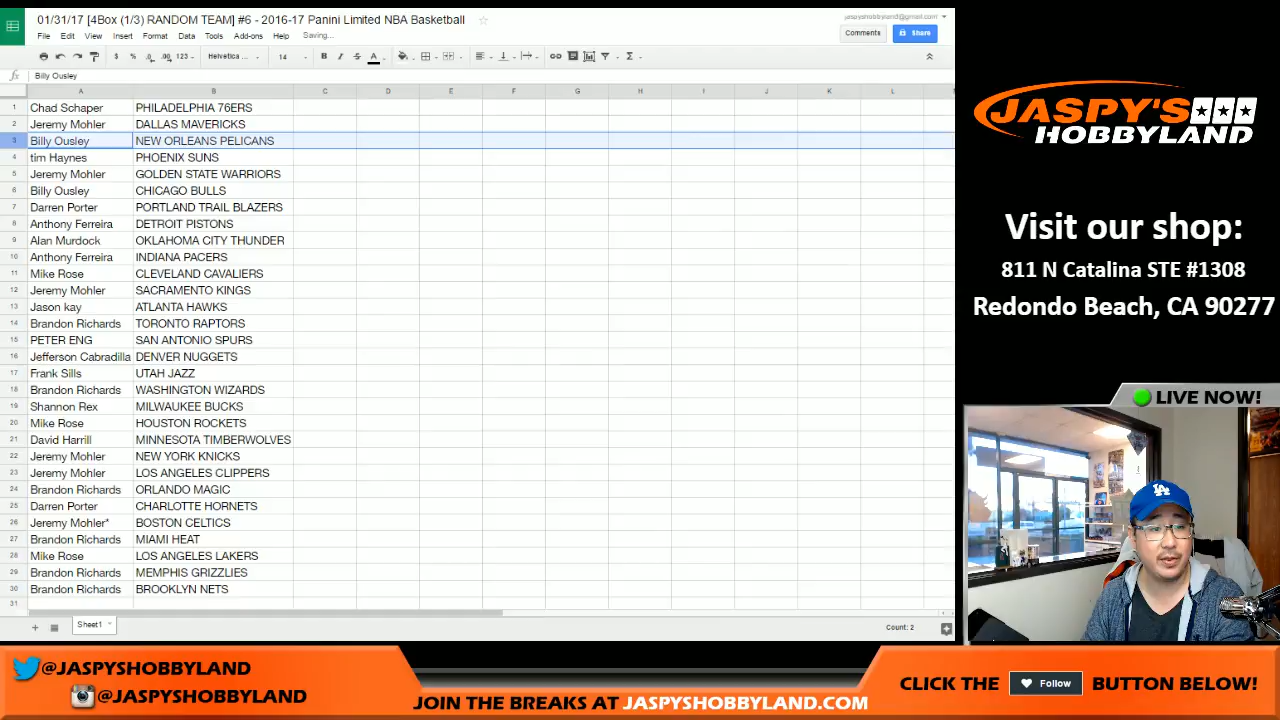 01/31/17 [4Box (1/3) RANDOM TEAM] #6 - 2016-17 Panini Limited NBA Basketball
jaspyshobbyland@gmail.com
File Edit View Insert Format Data Tools Add-ons Help Saving...
Comments
Share
$ % .0 .00 123 Helvetica ... 14 B I S A
fx Billy Ousley
A B C D E F G H I J K L
1 Chad Schaper PHILADELPHIA 76ERS
2 Jeremy Mohler DALLAS MAVERICKS
3 Billy Ousley NEW ORLEANS PELICANS
4 tim Haynes PHOENIX SUNS
5 Jeremy Mohler GOLDEN STATE WARRIORS
6 Billy Ousley CHICAGO BULLS
7 Darren Porter PORTLAND TRAIL BLAZERS
8 Anthony Ferreira DETROIT PISTONS
9 Alan Murdock OKLAHOMA CITY THUNDER
10 Anthony Ferreira INDIANA PACERS
11 Mike Rose CLEVELAND CAVALIERS
12 Jeremy Mohler SACRAMENTO KINGS
13 Jason kay ATLANTA HAWKS
14 Brandon Richards TORONTO RAPTORS
15 PETER ENG SAN ANTONIO SPURS
16 Jefferson Cabradilla DENVER NUGGETS
17 Frank Sills UTAH JAZZ
18 Brandon Richards WASHINGTON WIZARDS
19 Shannon Rex MILWAUKEE BUCKS
20 Mike Rose HOUSTON ROCKETS
21 David Harrill MINNESOTA TIMBERWOLVES
22 Jeremy Mohler NEW YORK KNICKS
23 Jeremy Mohler LOS ANGELES CLIPPERS
24 Brandon Richards ORLANDO MAGIC
25 Darren Porter CHARLOTTE HORNETS
26 Jeremy Mohler* BOSTON CELTICS
27 Brandon Richards MIAMI HEAT
28 Mike Rose LOS ANGELES LAKERS
29 Brandon Richards MEMPHIS GRIZZLIES
30 Brandon Richards BROOKLYN NETS
31
Sheet1
Count: 2
JASPY'S
HOBBYLAND
Visit our shop:
811 N Catalina STE #1308
Redondo Beach, CA 90277
LIVE NOW!
LA
@JASPYSHOBBYLAND
@JASPYSHOBBYLAND
JOIN THE BREAKS AT JASPYSHOBBYLAND.COM
CLICK THE Follow BUTTON BELOW!